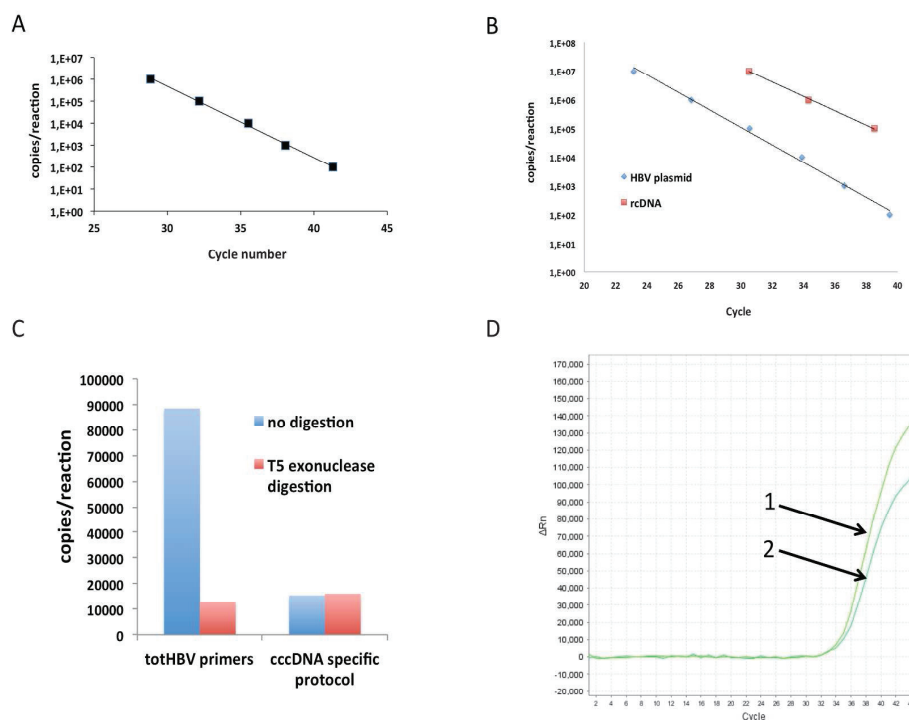 A
1,E+07
1,E+06
1,E+05
1,E+04
1,E+03
1,E+02
1,E+01
1,E+00
copies/reaction
25 30 35 40 45
Cycle number
B
1,E+08
1,E+07
1,E+06
1,E+05
1,E+04
1,E+03
1,E+02
1,E+01
1,E+00
copies/reaction
HBV plasmid
rcDNA
20 22 24 26 28 30 32 34 36 38 40
Cycle
C
100000
90000
80000
70000
60000
50000
40000
30000
20000
10000
0
copies/reaction
no digestion
T5 exonuclease
digestion
totHBV primers
cccDNA specific
protocol
D
170,000
160,000
150,000
140,000
130,000
120,000
110,000
100,000
90,000
80,000
70,000
60,000
50,000
40,000
30,000
20,000
10,000
0
-10,000
-20,000
ΔRn
1
2
2 4 6 8 10 12 14 16 18 20 22 24 26 28 30 32 34 36 38 40 42
Cycle